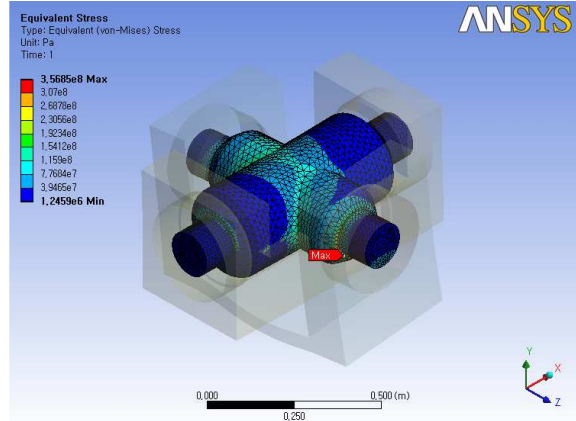 Equivalent Stress
Type: Equivalent (von-Mises) Stress
Unit: Pa
Time: 1
ANSYS
3,5685e8 Max
3,07e8
2,6878e8
2,3056e8
1,9234e8
1,5412e8
1,159e8
7,7684e7
3,9465e7
1,2459e6 Min
Max
Y
X
Z
0,000
0,500 (m)
0,250